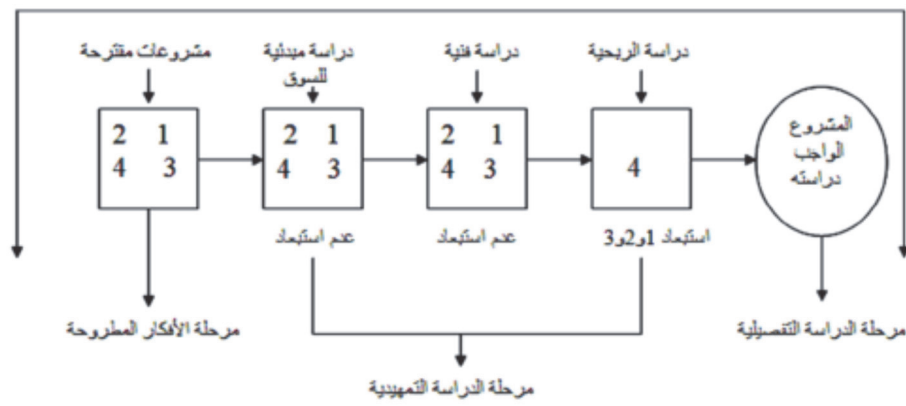 مشروعات مقترحة
دراسة مبدئية
للسوق
دراسة فنية
دراسة الربحية
1 2
3 4
1 2
3 4
1 2
3 4
4
المشروع
الواجب
دراسته
عدم استبعاد
عدم استبعاد
استبعاد 1و2و3
مرحلة الأفكار المطروحة
مرحلة الدراسة التفصيلية
مرحلة الدراسة التمهيدية